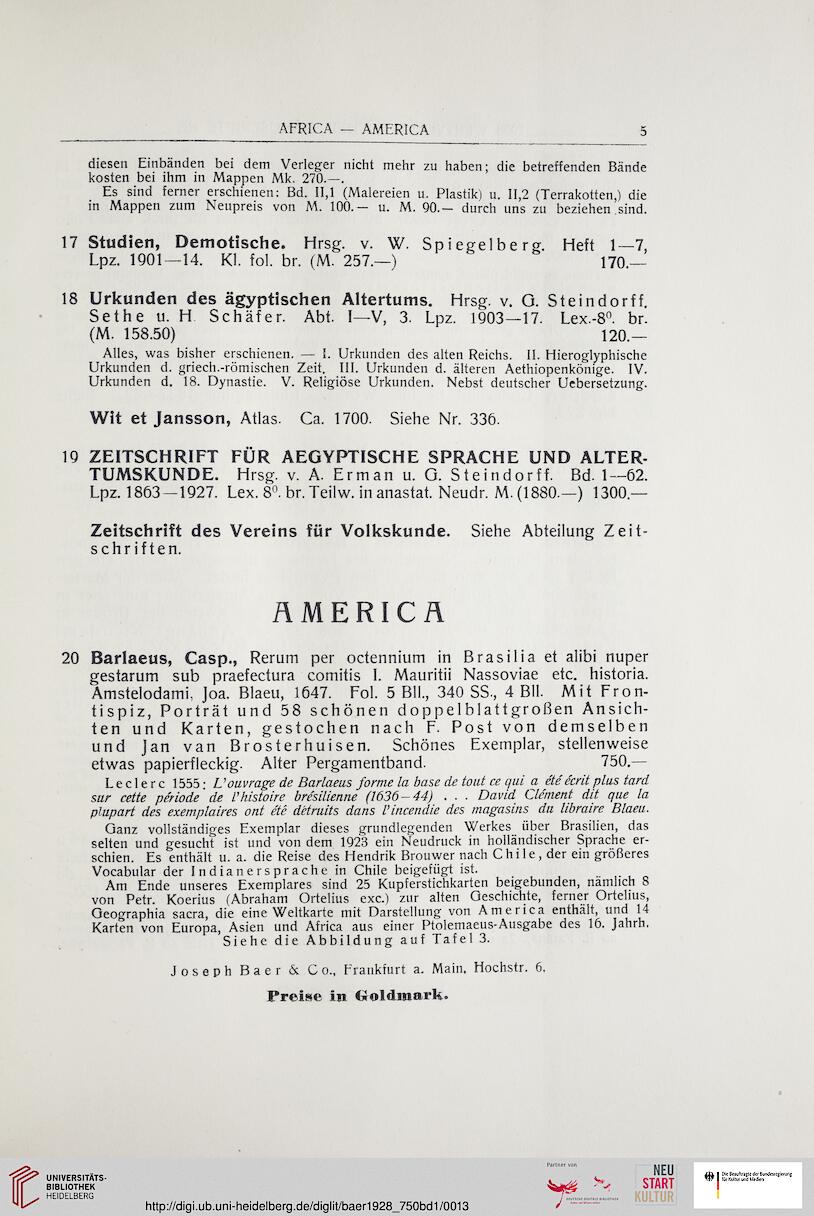 AFRICA — AMERICA 5
diesen Einbänden bei dem Verleger nicht mehr zu haben; die betreffenden Bände
kosten bei ihm in Mappen Mk. 270.—.
Es sind ferner erschienen: Bd. II,1 (Malereien u. Plastik) u. II,2 (Terrakotten,) die
in Mappen zum Neupreis von M. 100.— u. M. 90.— durch uns zu beziehen sind.
17 Studien, Demotische. Hrsg. v. W. Spiegelberg. Heft 1—7,
Lpz. 1901—14. Kl. fol. br. (M. 257.—) 170.—
18 Urkunden des ägyptischen Altertums. Hrsg. v. G. Steindorff.
Sethe u. H. Schäfer. Abt. I—V, 3. Lpz. 1903—17. Lex.-8⁰. br.
(M. 158.50) 120.—
Alles, was bisher erschienen. — I. Urkunden des alten Reichs. II. Hieroglyphische
Urkunden d. griech.-römischen Zeit. III. Urkunden d. älteren Aethiopenkönige. IV.
Urkunden d. 18. Dynastie. V. Religiöse Urkunden. Nebst deutscher Uebersetzung.
Wit et Jansson, Atlas. Ca. 1700. Siehe Nr. 336.
19 ZEITSCHRIFT FÜR AEGYPTISCHE SPRACHE UND ALTER-
TUMSKUNDE. Hrsg. v. A. Erman u. G. Steindorff. Bd. 1—62.
Lpz. 1863—1927. Lex. 8⁰. br. Teilw. in anastat. Neudr. M. (1880.—) 1300.—
Zeitschrift des Vereins für Volkskunde. Siehe Abteilung Zeit-
schriften.
AMERICA
20 Barlaeus, Casp., Rerum per octennium in Brasilia et alibi nuper
gestarum sub praefectura comitis I. Mauritii Nassoviae etc. historia.
Amstelodami, Joa. Blaeu, 1647. Fol. 5 Bll., 340 SS., 4 Bll. Mit Fron-
tispiz, Porträt und 58 schönen doppelblattgroßen Ansich-
ten und Karten, gestochen nach F. Post von demselben
und Jan van Brosterhuisen. Schönes Exemplar, stellenweise
etwas papierfleckig. Alter Pergamentband. 750.—
Leclerc 1555: L'ouvrage de Barlaeus forme la base de tout ce qui a été écrit plus tard
sur cette période de l'histoire brésilienne (1636—44) . . . David Clément dit que la
plupart des exemplaires ont été détruits dans l'incendie des magasins du libraire Blaeu.
Ganz vollständiges Exemplar dieses grundlegenden Werkes über Brasilien, das
selten und gesucht ist und von dem 1923 ein Neudruck in holländischer Sprache er-
schien. Es enthält u. a. die Reise des Hendrik Brouwer nach Chile, der ein größeres
Vocabular der Indianersprache in Chile beigefügt ist.
Am Ende unseres Exemplares sind 25 Kupferstichkarten beigebunden, nämlich 8
von Petr. Koerius (Abraham Ortelius exc.) zur alten Geschichte, ferner Ortelius,
Geographia sacra, die eine Weltkarte mit Darstellung von America enthält, und 14
Karten von Europa, Asien und Africa aus einer Ptolemaeus-Ausgabe des 16. Jahrh.
Siehe die Abbildung auf Tafel 3.
Joseph Baer & Co., Frankfurt a. Main, Hochstr. 6.
Preise in Goldmark.
UNIVERSITÄTS-
BIBLIOTHEK
HEIDELBERG
http://digi.ub.uni-heidelberg.de/diglit/baer1928_750bd1/0013
Partner von
DEUTSCHE DIGITALE BIBLIOTHEK
NEU
START
KULTUR
Die Beauftragte der Bundesregierung
für Kultur und Medien